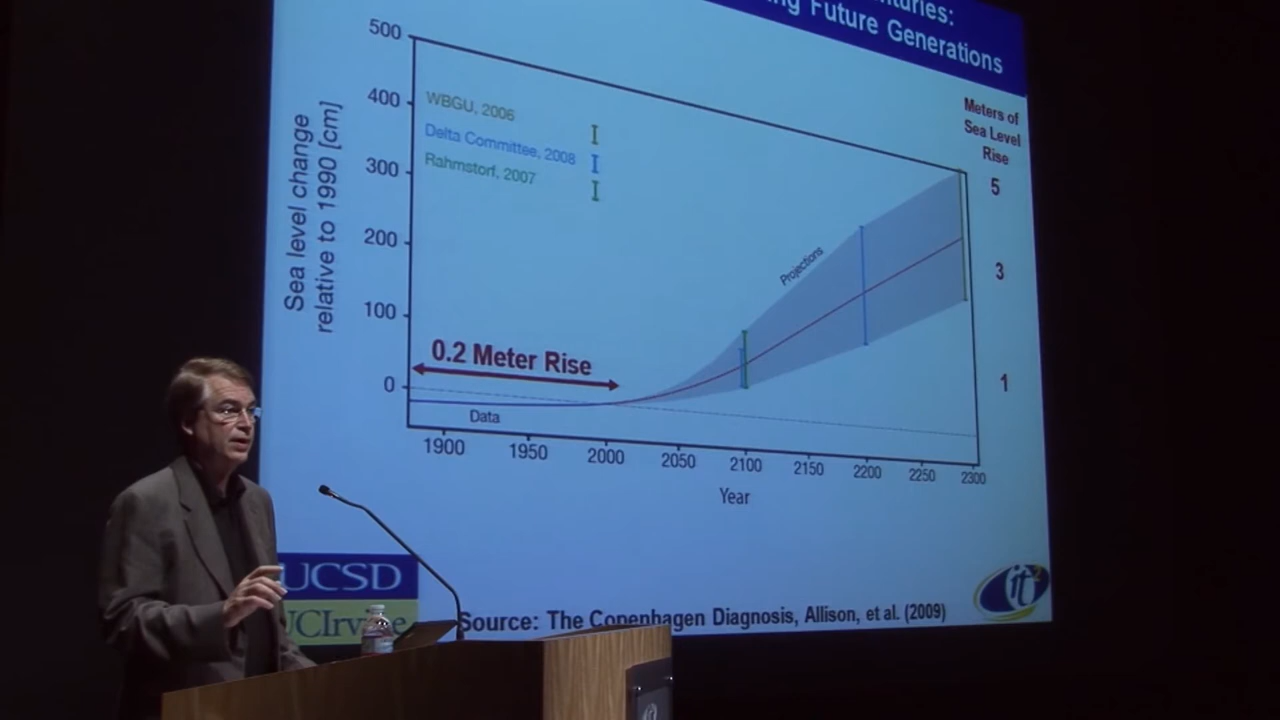 Future Generations
500
400
300
200
100
0
Sea level change
relative to 1990 [cm]
WBGU, 2006
Delta Committee, 2008
Rahmstorf, 2007
Projections
0.2 Meter Rise
Data
1900 1950 2000 2050 2100 2150 2200 2250 2300
Year
Meters of
Sea Level
Rise
5
3
1
UCSD
UCIrv
Source: The Copenhagen Diagnosis, Allison, et al. (2009)
it²